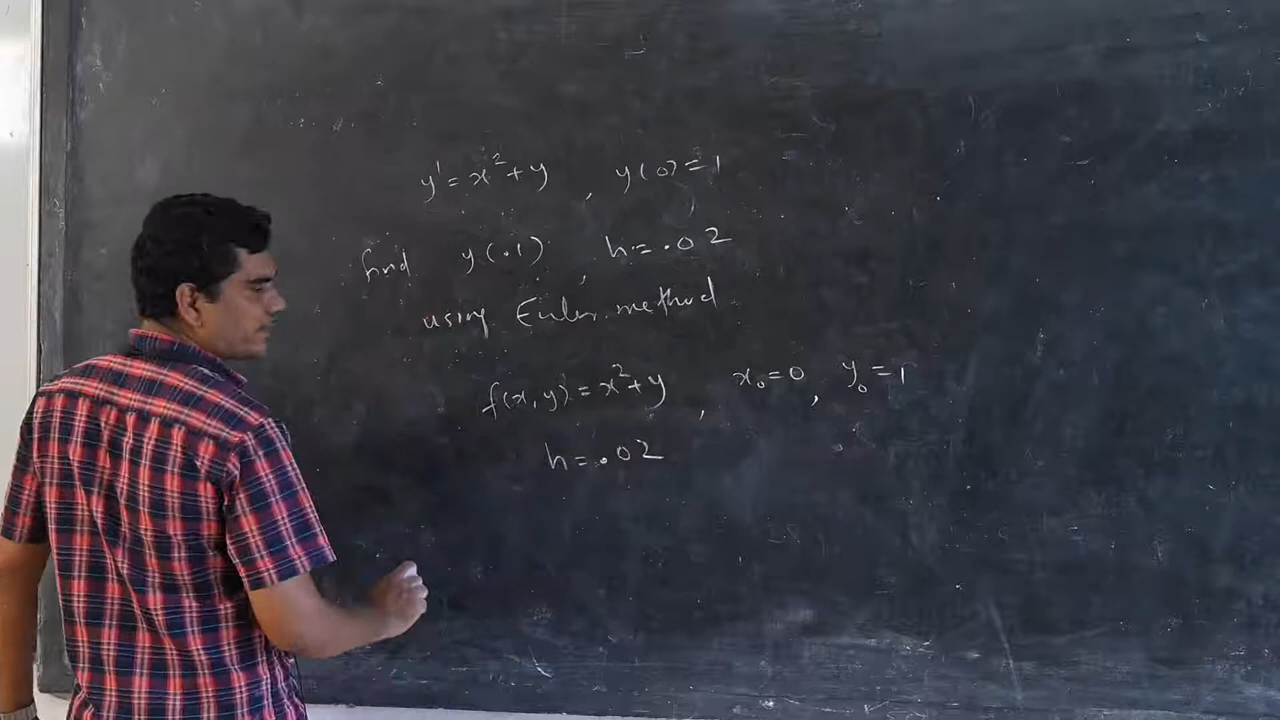 y' = x² + y , y(0) = 1
find y(.1) , h = .02
using Euler method
f(x, y) = x² + y , x₀ = 0 , y₀ = 1
h = .02